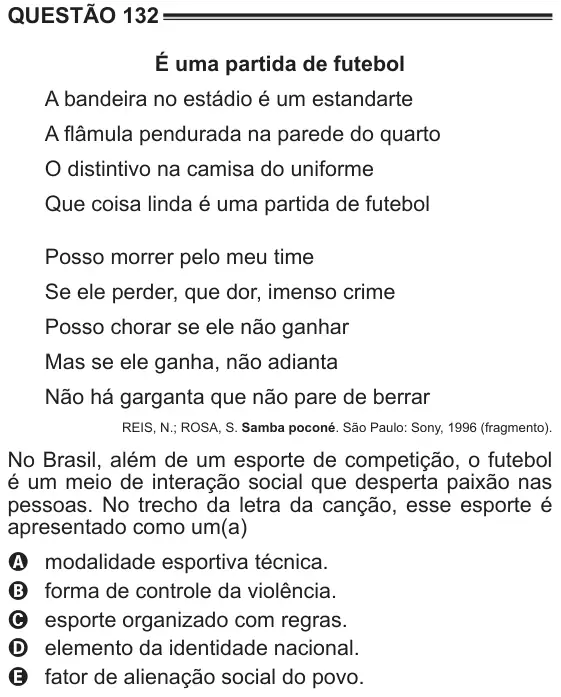 QUESTÃO 132
É uma partida de futebol
A bandeira no estádio é um estandarte
A flâmula pendurada na parede do quarto
O distintivo na camisa do uniforme
Que coisa linda é uma partida de futebol
Posso morrer pelo meu time
Se ele perder, que dor, imenso crime
Posso chorar se ele não ganhar
Mas se ele ganha, não adianta
Não há garganta que não pare de berrar
REIS, N.; ROSA, S. Samba poconé. São Paulo: Sony, 1996 (fragmento).
No Brasil, além de um esporte de competição, o futebol
é um meio de interação social que desperta paixão nas
pessoas. No trecho da letra da canção, esse esporte é
apresentado como um(a)
A modalidade esportiva técnica.
B forma de controle da violência.
C esporte organizado com regras.
D elemento da identidade nacional.
E fator de alienação social do povo.